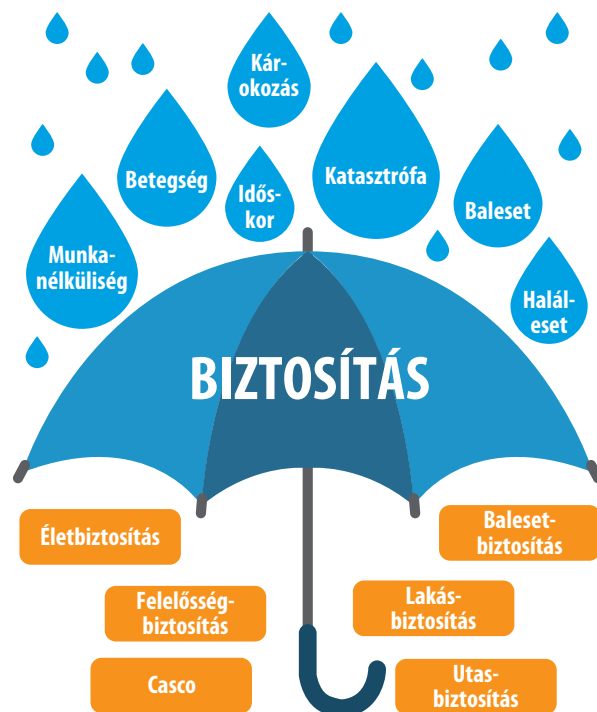 Kár-
okozás
Betegség
Idős-
kor
Katasztrófa
Baleset
Munka-
nélküliség
Halál-
eset
BIZTOSÍTÁS
Életbiztosítás
Baleset-
biztosítás
Felelősség-
biztosítás
Lakás-
biztosítás
Casco
Utas-
biztosítás